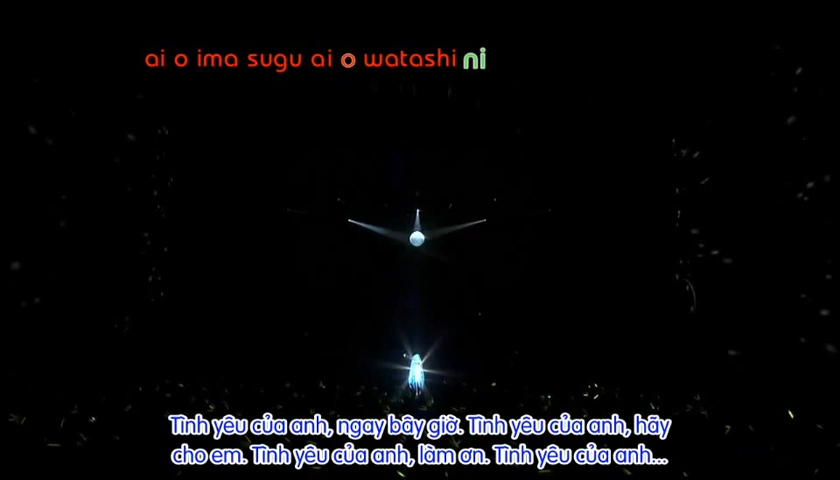 ai o ima sugu ai o watashi ni
Tình yêu của anh, ngay bây giờ. Tình yêu của anh, hãy
cho em. Tình yêu của anh, làm ơn. Tình yêu của anh...